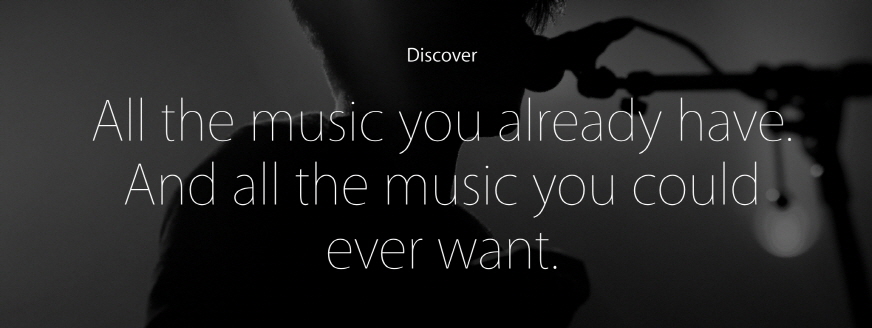 Discover
All the music you already have.
And all the music you could
ever want.